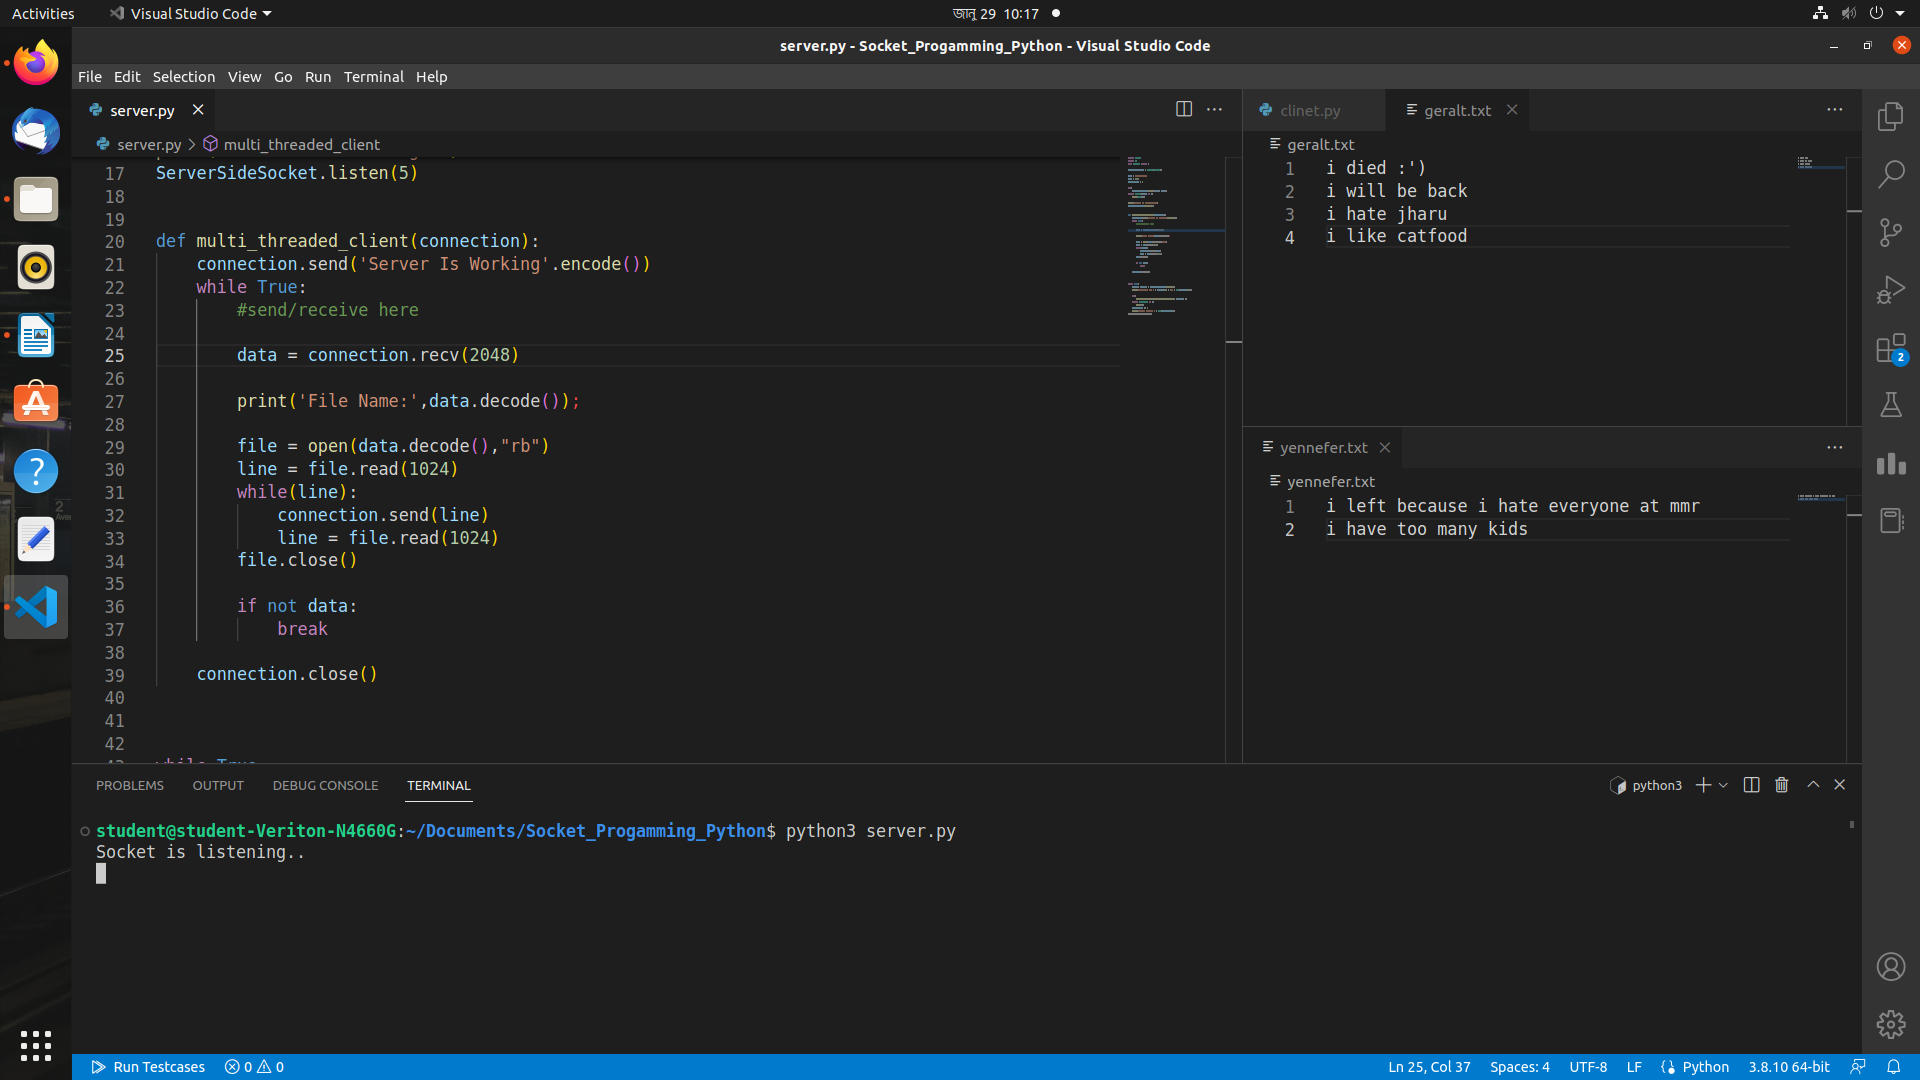 Activities
Visual Studio Code
জানু 29 10:17
server.py - Socket_Progamming_Python - Visual Studio Code
File Edit Selection View Go Run Terminal Help
server.py
server.py > multi_threaded_client
17 ServerSideSocket.listen(5)
18
19
20 def multi_threaded_client(connection):
21 connection.send('Server Is Working'.encode())
22 while True:
23 #send/receive here
24
25 data = connection.recv(2048)
26
27 print('File Name:',data.decode());
28
29 file = open(data.decode(),"rb")
30 line = file.read(1024)
31 while(line):
32 connection.send(line)
33 line = file.read(1024)
34 file.close()
35
36 if not data:
37 break
38
39 connection.close()
40
41
42
clinet.py
geralt.txt
geralt.txt
1 i died :')
2 i will be back
3 i hate jharu
4 i like catfood
yennefer.txt
yennefer.txt
1 i left because i hate everyone at mmr
2 i have too many kids
2
PROBLEMS OUTPUT DEBUG CONSOLE TERMINAL
python3
student@student-Veriton-N4660G:~/Documents/Socket_Progamming_Python$ python3 server.py
Socket is listening..
Run Testcases 0 0
Ln 25, Col 37 Spaces: 4 UTF-8 LF Python 3.8.10 64-bit